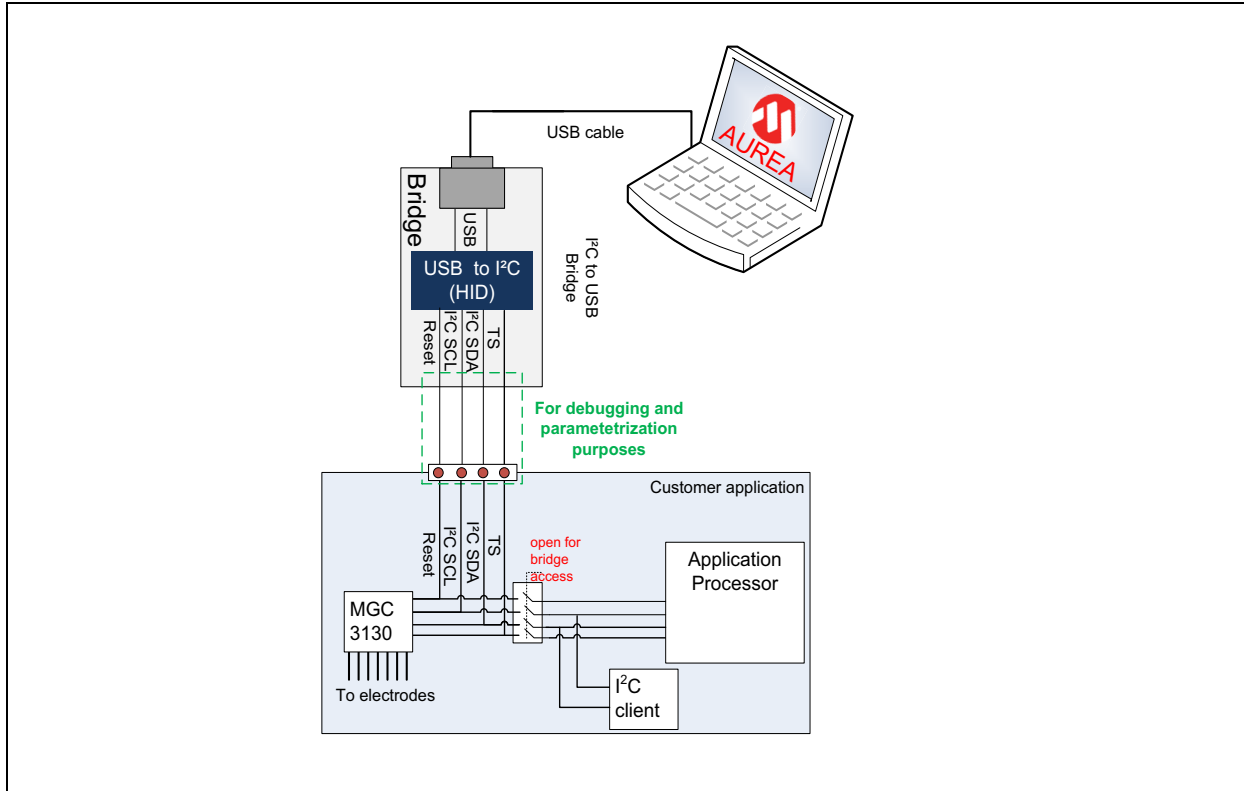 USB cable
AUREA
Bridge
USB
USB to I²C
(HID)
I²C to USB
Bridge
Reset
I²C SCL
I²C SDA
TS
For debugging and
parametetrization
purposes
Customer application
Reset
I²C SCL
I²C SDA
TS
open for
bridge
access
Application
Processor
MGC
3130
To electrodes
I²C
client